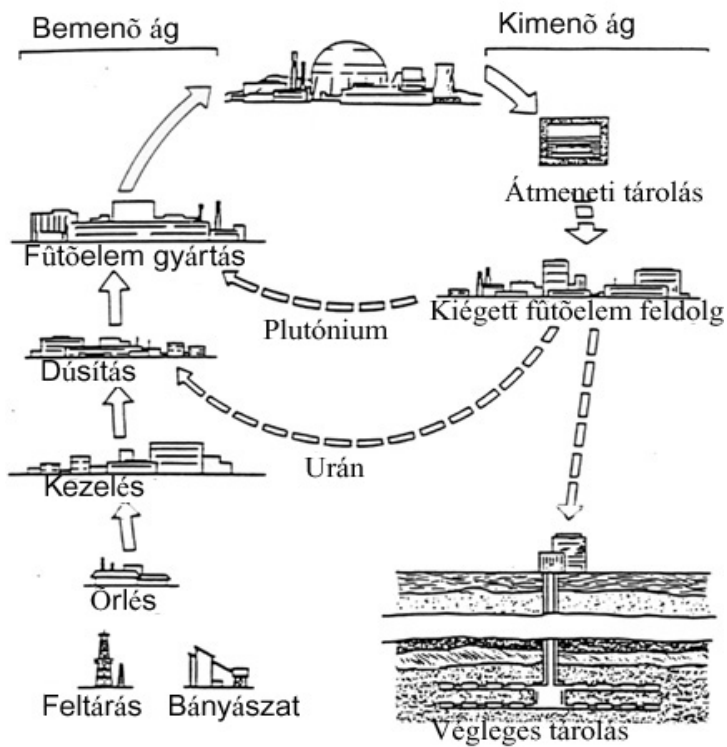 Bemenõ ág
Kimenõ ág
Átmeneti tárolás
Fûtõelem gyártás
Plutónium
Kiégett fûtõelem feldolg
Dúsítás
Urán
Kezelés
Õrlés
Feltárás
Bányászat
Végleges tárolás